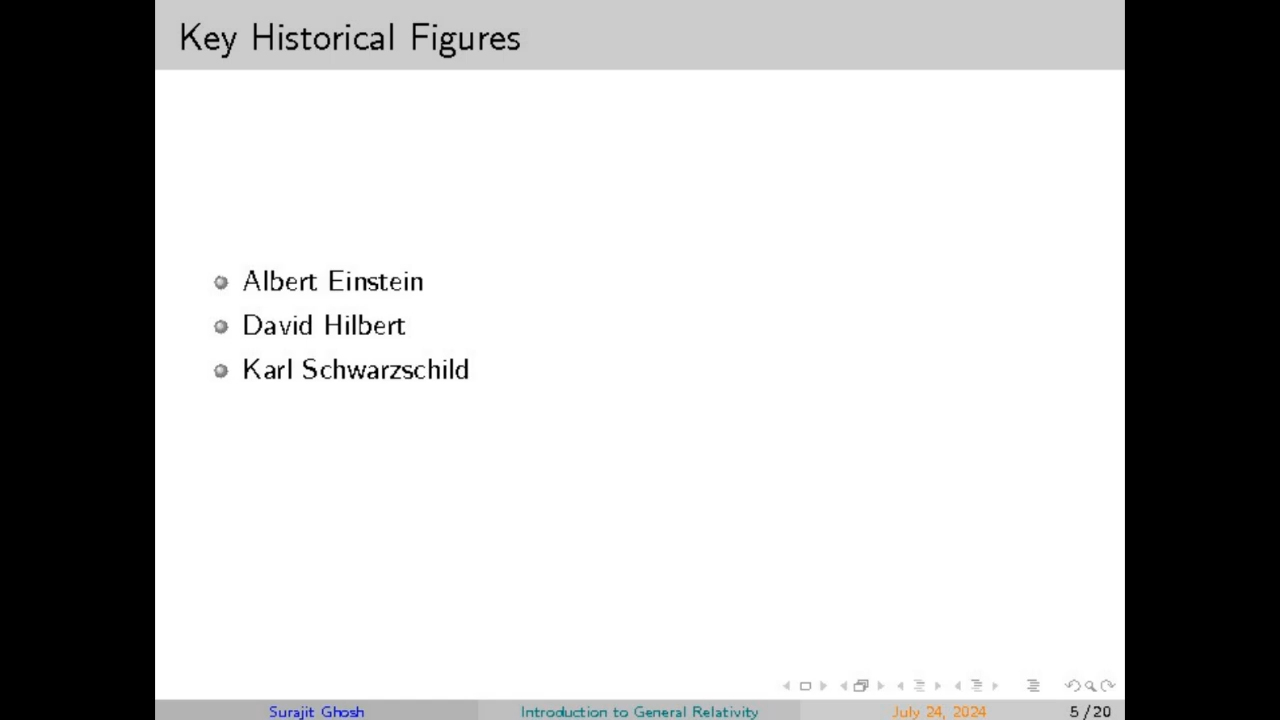 Key Historical Figures
Albert Einstein
David Hilbert
Karl Schwarzschild
Surajit Ghosh
Introduction to General Relativity
July 24, 2024
5 / 20